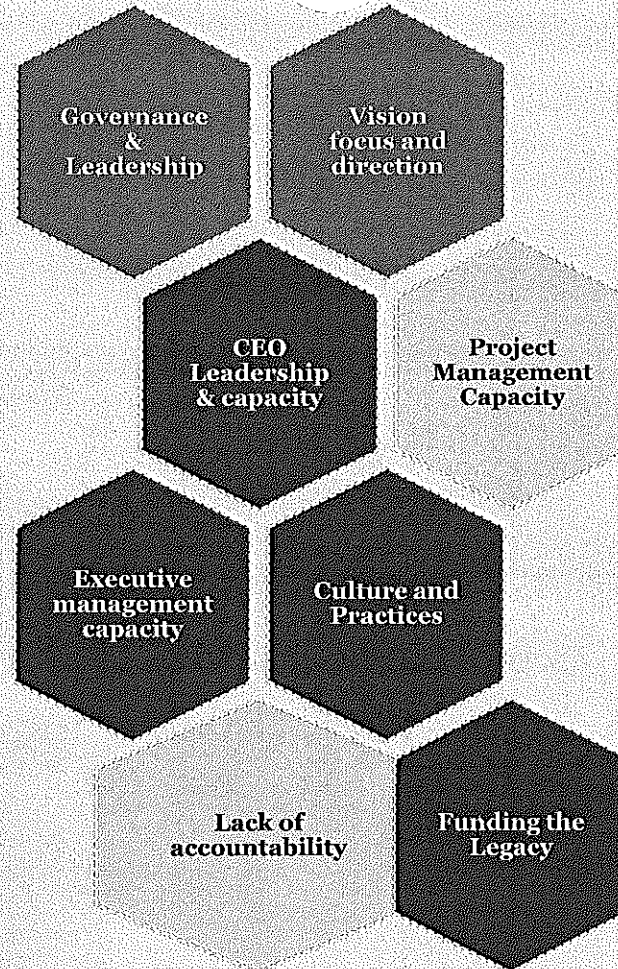 Governance
&
Leadership
Vision
focus and
direction
CEO
Leadership
& capacity
Project
Management
Capacity
Executive
management
capacity
Culture and
Practices
Lack of
accountability
Funding the
Legacy